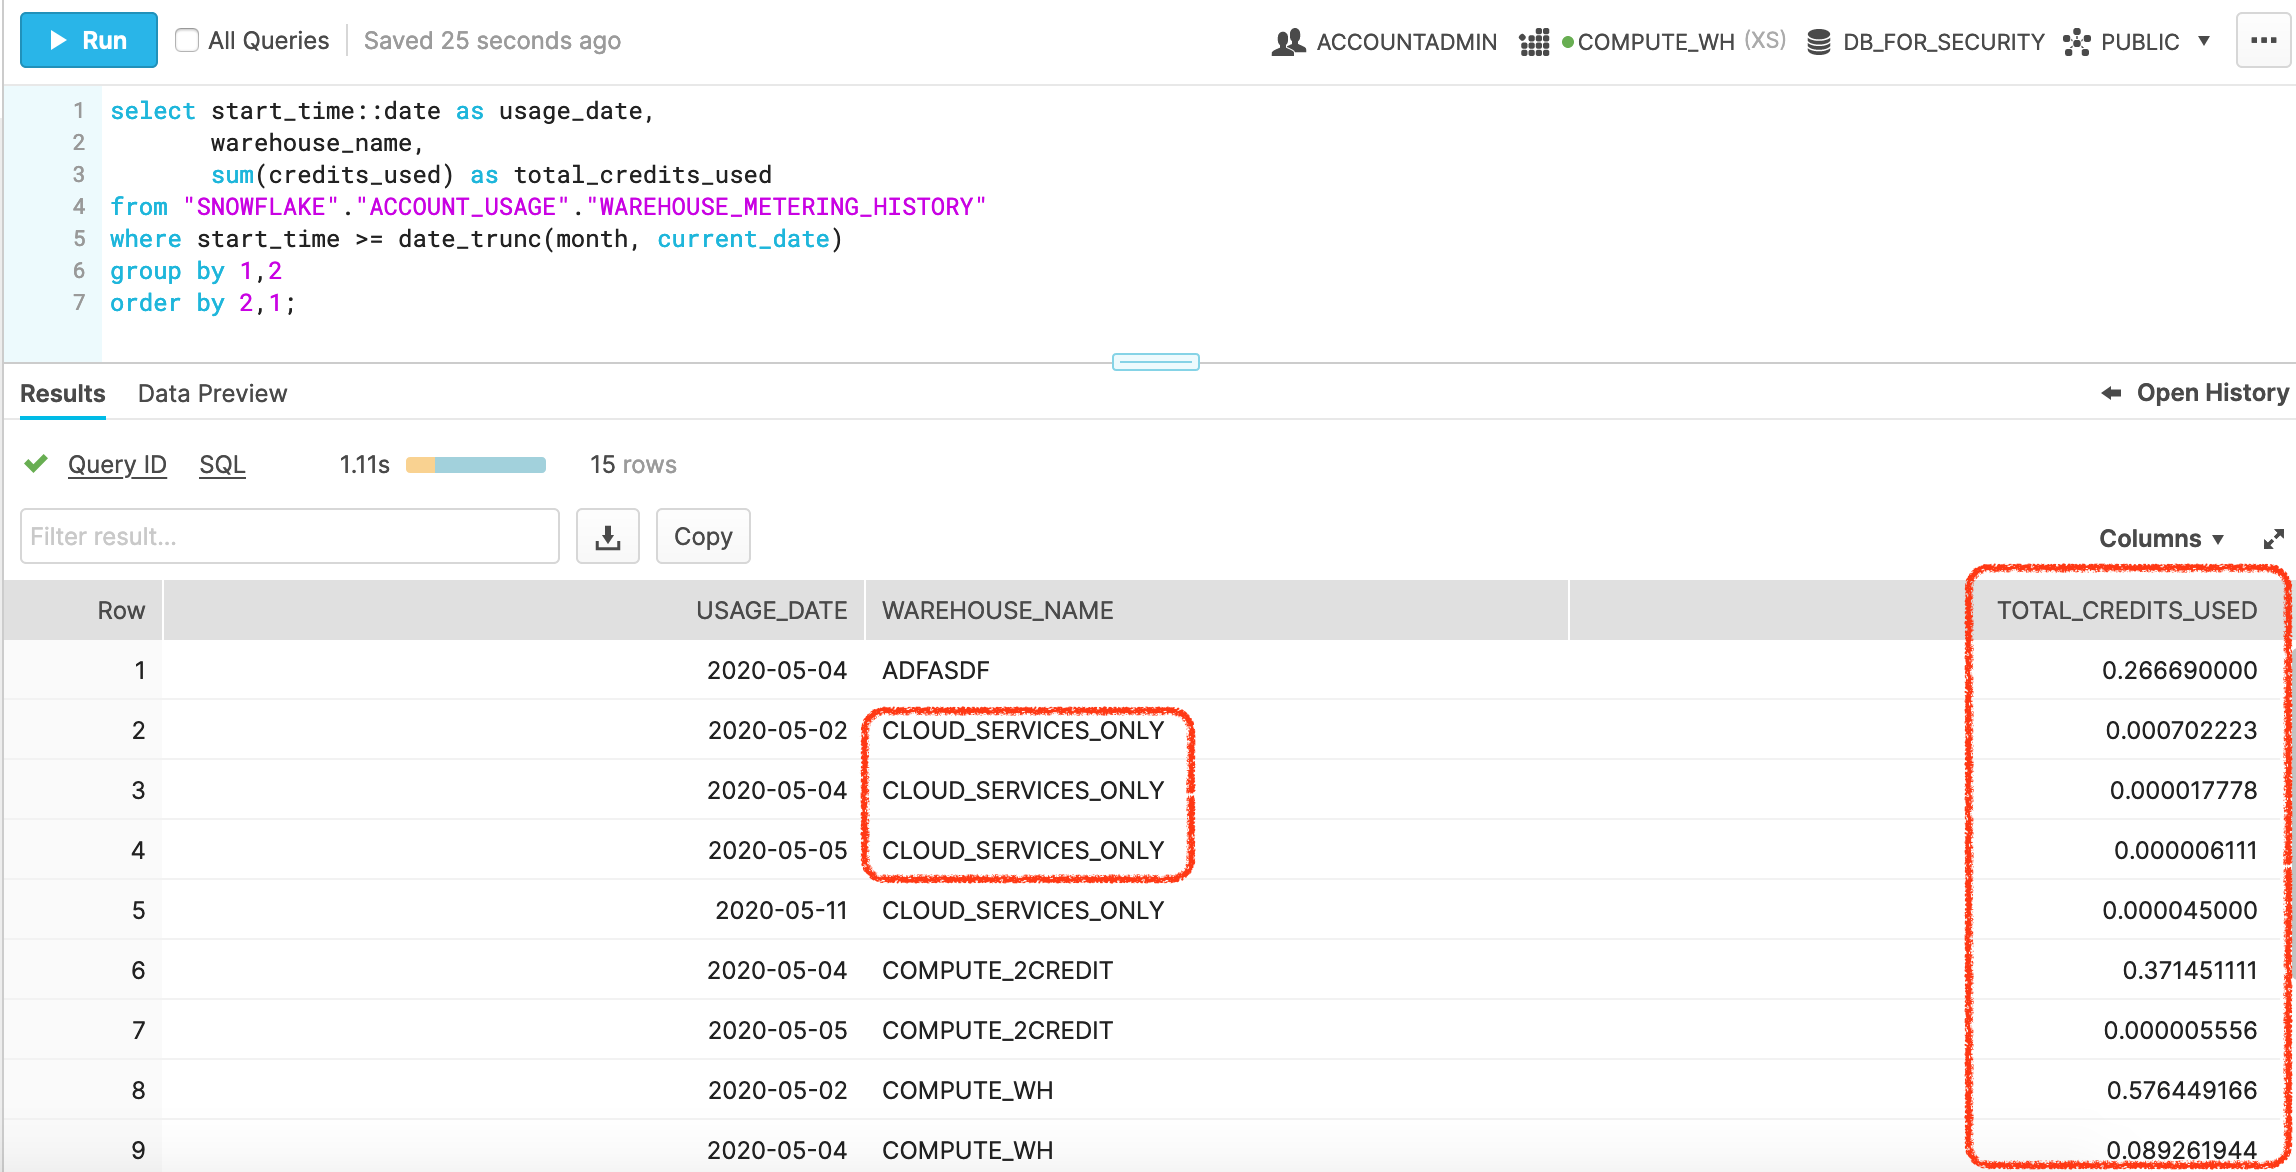 Run All Queries Saved 25 seconds ago ACCOUNTADMIN COMPUTE_WH (XS) DB_FOR_SECURITY PUBLIC
1 select start_time::date as usage_date,
2 warehouse_name,
3 sum(credits_used) as total_credits_used
4 from "SNOWFLAKE"."ACCOUNT_USAGE"."WAREHOUSE_METERING_HISTORY"
5 where start_time >= date_trunc(month, current_date)
6 group by 1,2
7 order by 2,1;
Results Data Preview Open History
Query ID SQL 1.11s 15 rows
Filter result... Copy Columns
Row USAGE_DATE WAREHOUSE_NAME TOTAL_CREDITS_USED
1 2020-05-04 ADFASDF 0.266690000
2 2020-05-02 CLOUD_SERVICES_ONLY 0.000702223
3 2020-05-04 CLOUD_SERVICES_ONLY 0.000017778
4 2020-05-05 CLOUD_SERVICES_ONLY 0.000006111
5 2020-05-11 CLOUD_SERVICES_ONLY 0.000045000
6 2020-05-04 COMPUTE_2CREDIT 0.371451111
7 2020-05-05 COMPUTE_2CREDIT 0.000005556
8 2020-05-02 COMPUTE_WH 0.576449166
9 2020-05-04 COMPUTE_WH 0.089261944